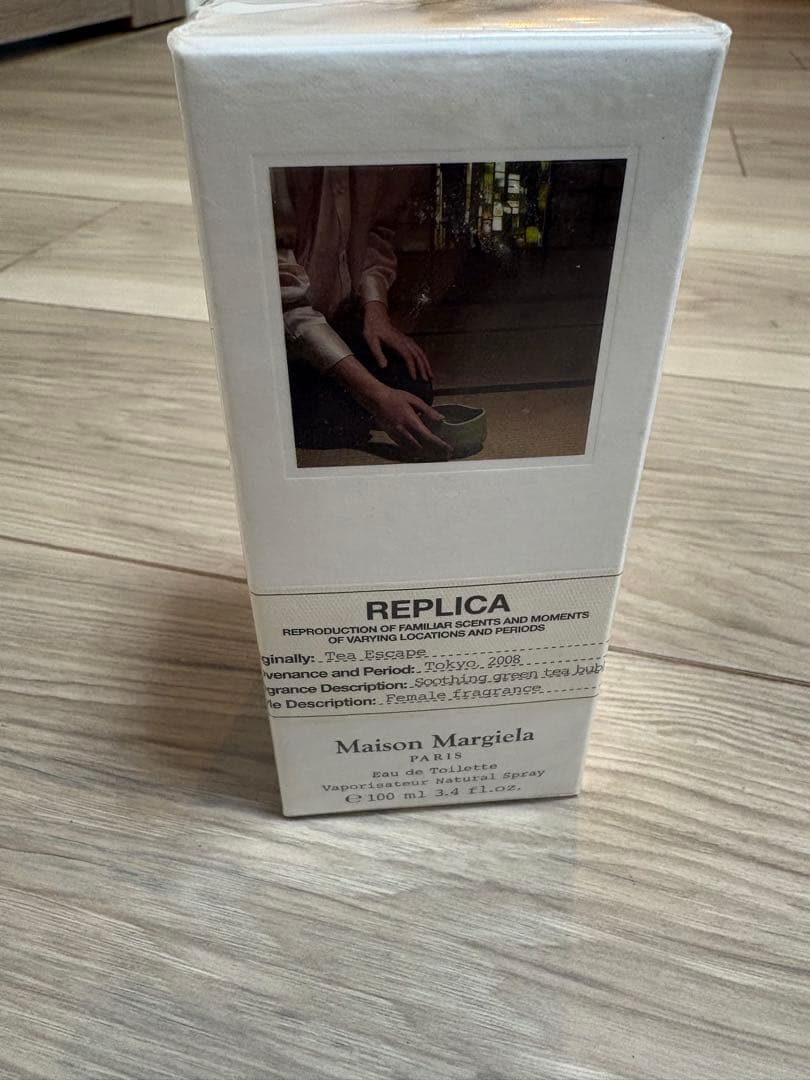 REPLICA
REPRODUCTION OF FAMILIAR SCENTS AND MOMENTS
OF VARYING LOCATIONS AND PERIODS
ginally: Tea Escape
venance and Period: Tokyo, 2008
grance Description: Soothing green tea bubb
le Description: Female fragrance
Maison Margiela
PARIS
Eau de Toilette
Vaporisateur Natural Spray
℮ 100 ml 3.4 fl.oz.